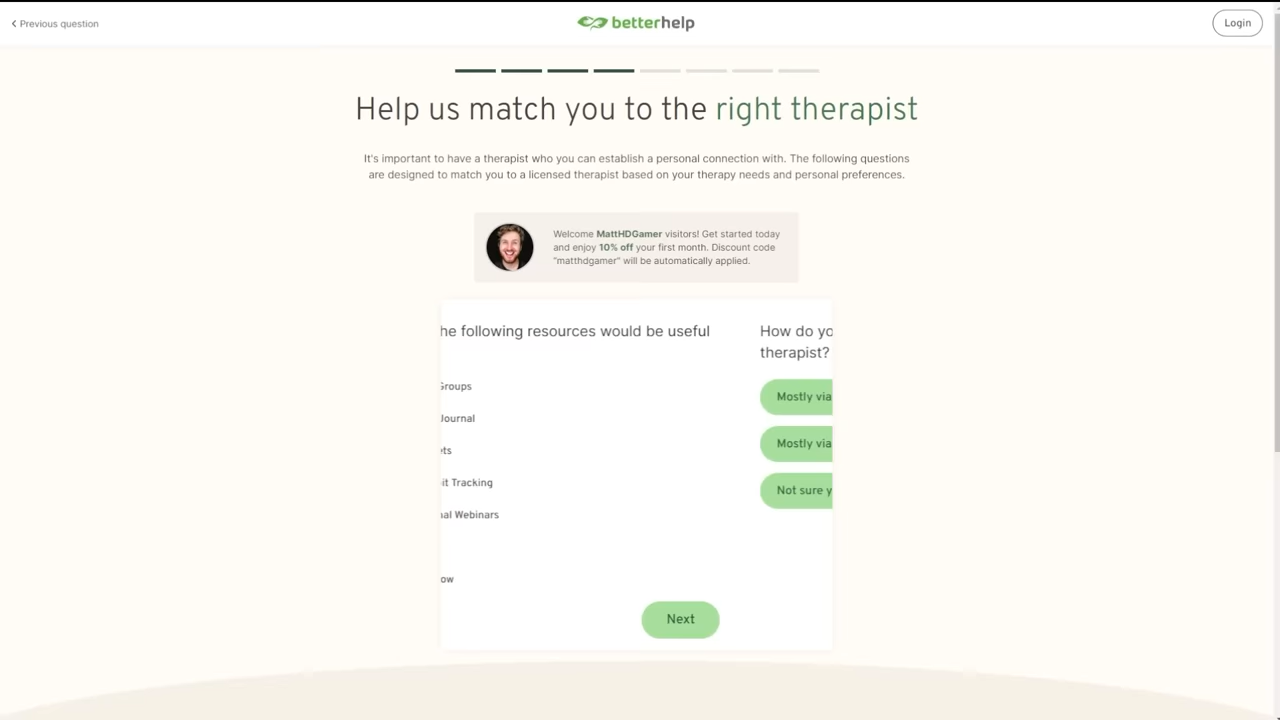 Previous question
betterhelp
Login
Help us match you to the right therapist
It's important to have a therapist who you can establish a personal connection with. The following questions
are designed to match you to a licensed therapist based on your therapy needs and personal preferences.
Welcome MattHDGamer visitors! Get started today
and enjoy 10% off your first month. Discount code
"matthdgamer" will be automatically applied.
he following resources would be useful
Groups
Journal
ets
it Tracking
nal Webinars
ow
Next
How do yo
therapist?
Mostly via
Mostly via
Not sure y